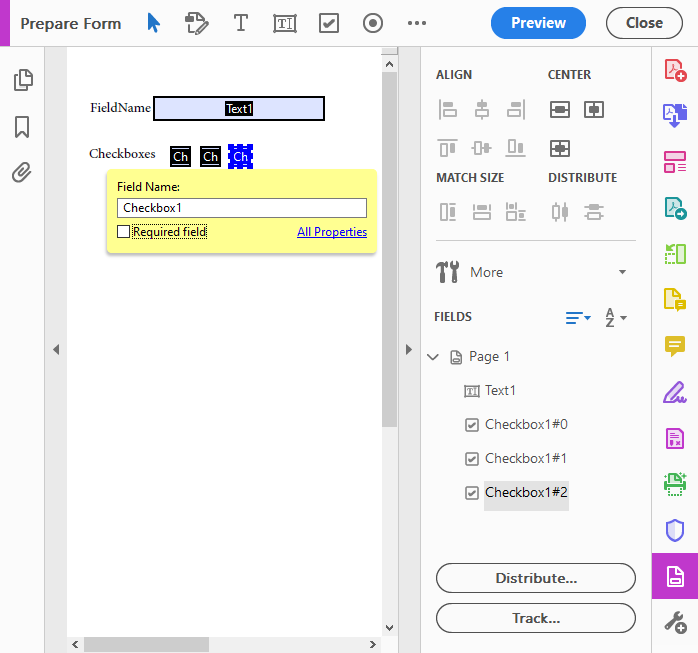 Prepare Form
Preview
Close
FieldName
Text1
Checkboxes
Ch
Ch
Ch
Field Name:
Checkbox1
Required field
All Properties
ALIGN
CENTER
MATCH SIZE
DISTRIBUTE
More
FIELDS
Page 1
Text1
Checkbox1#0
Checkbox1#1
Checkbox1#2
Distribute...
Track...